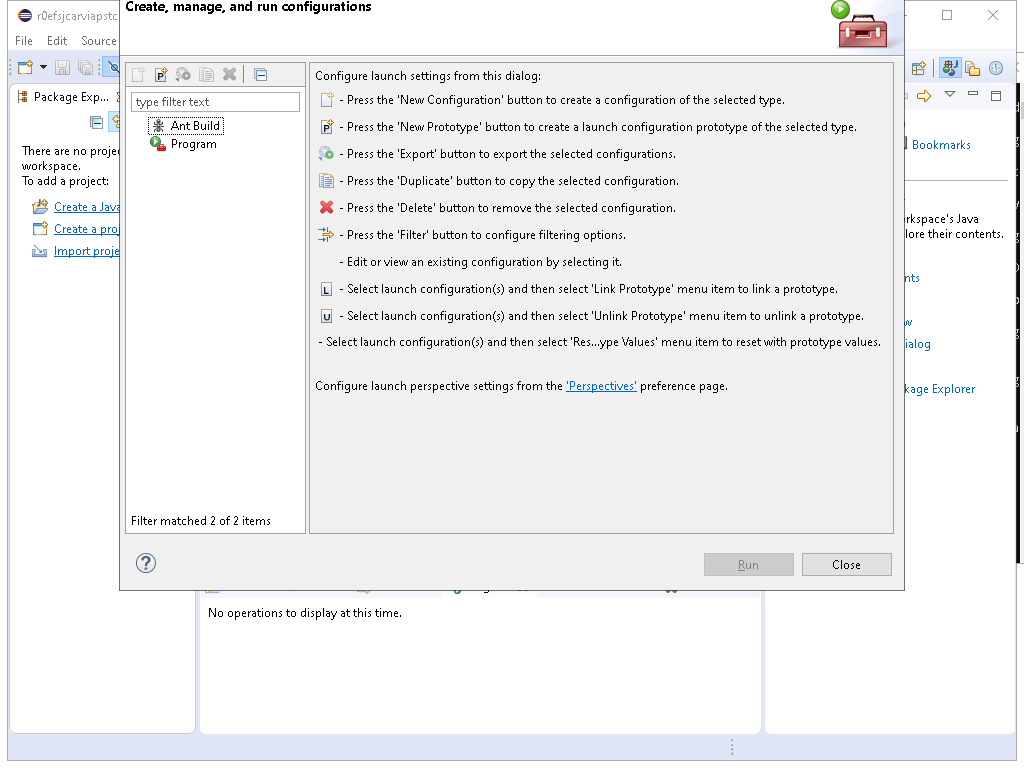 Create, manage, and run configurations
r0efsjcarviapstc
File Edit Source
Package Exp...
type filter text
Ant Build
Program
Filter matched 2 of 2 items
Configure launch settings from this dialog:
- Press the 'New Configuration' button to create a configuration of the selected type.
- Press the 'New Prototype' button to create a launch configuration prototype of the selected type.
- Press the 'Export' button to export the selected configurations.
- Press the 'Duplicate' button to copy the selected configuration.
- Press the 'Delete' button to remove the selected configuration.
- Press the 'Filter' button to configure filtering options.
- Edit or view an existing configuration by selecting it.
L - Select launch configuration(s) and then select 'Link Prototype' menu item to link a prototype.
U - Select launch configuration(s) and then select 'Unlink Prototype' menu item to unlink a prototype.
- Select launch configuration(s) and then select 'Res...ype Values' menu item to reset with prototype values.
Configure launch perspective settings from the 'Perspectives' preference page.
Run
Close
There are no proje
workspace.
To add a project:
Create a Java
Create a proj
Import proje
Bookmarks
rkspace's Java
lore their contents.
nts
w
ialog
kage Explorer
No operations to display at this time.